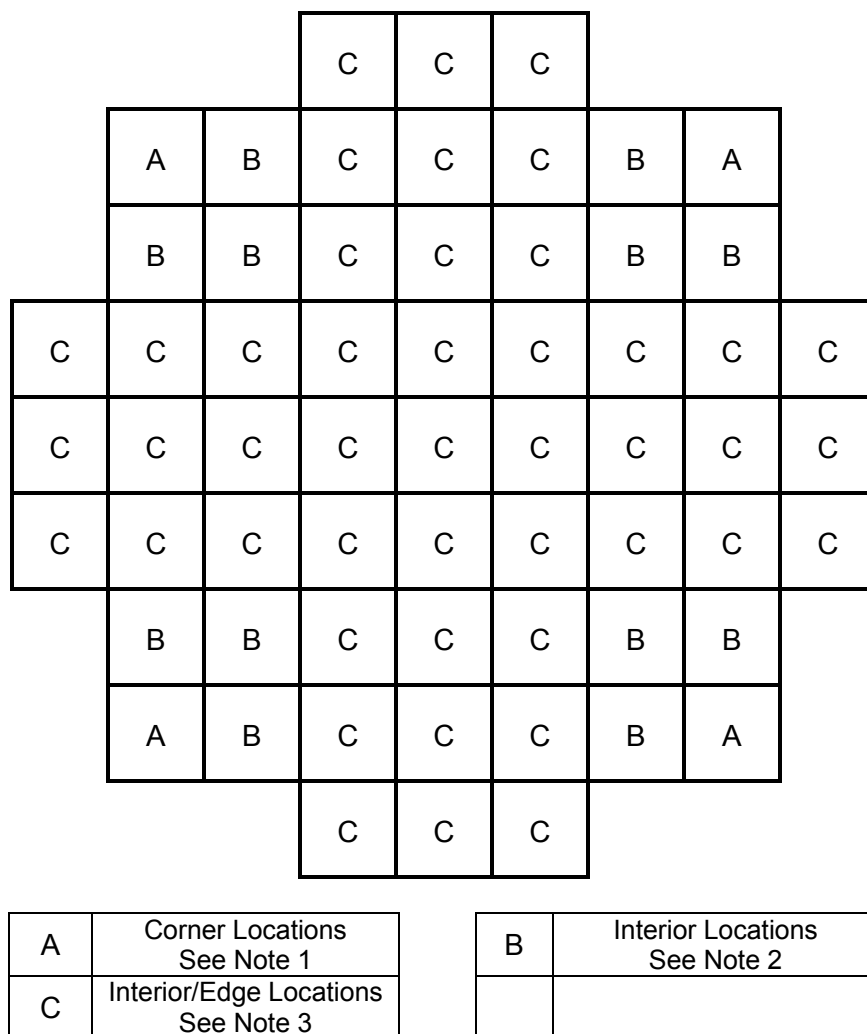 C C C
A B C C C B A
B B C C C B B
C C C C C C C C C
C C C C C C C C C
C C C C C C C C C
B B C C C B B
A B C C C B A
C C C
A Corner Locations
See Note 1
B Interior Locations
See Note 2
C Interior/Edge Locations
See Note 3